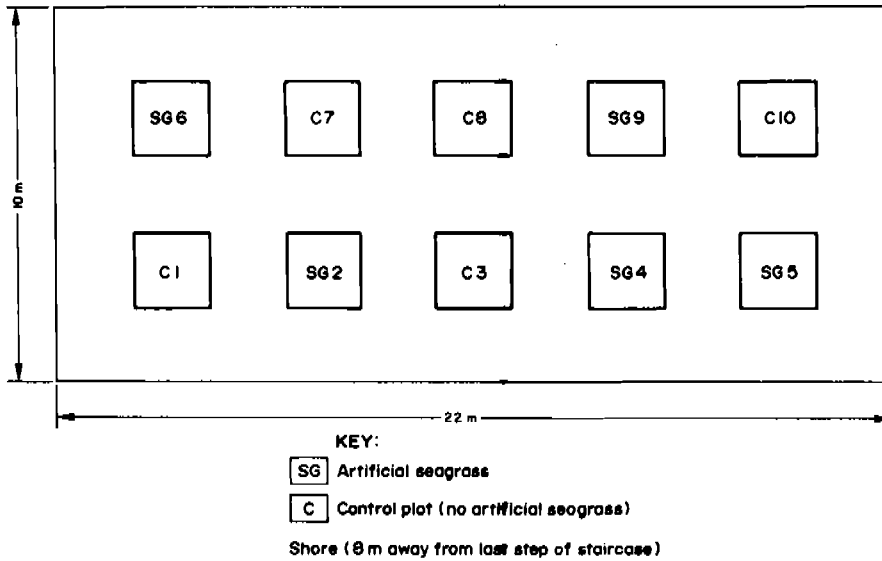 SG6 C7 C8 SG9 C10
10 m
C1 SG2 C3 SG4 SG5
22 m
KEY:
SG Artificial seagrass
C Control plot (no artificial seograss)
Shore (8 m away from last step of staircase)